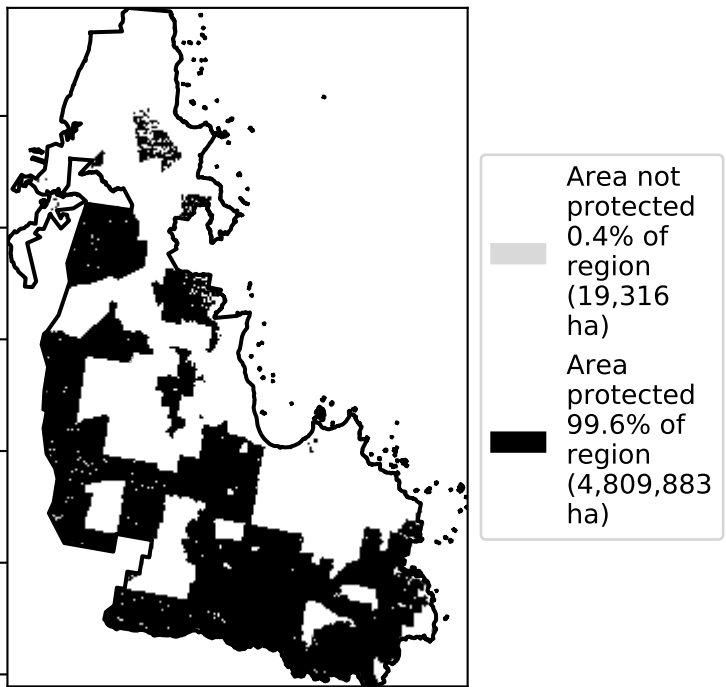 Area not
protected
0.4% of
region
(19,316
ha)
Area
protected
99.6% of
region
(4,809,883
ha)